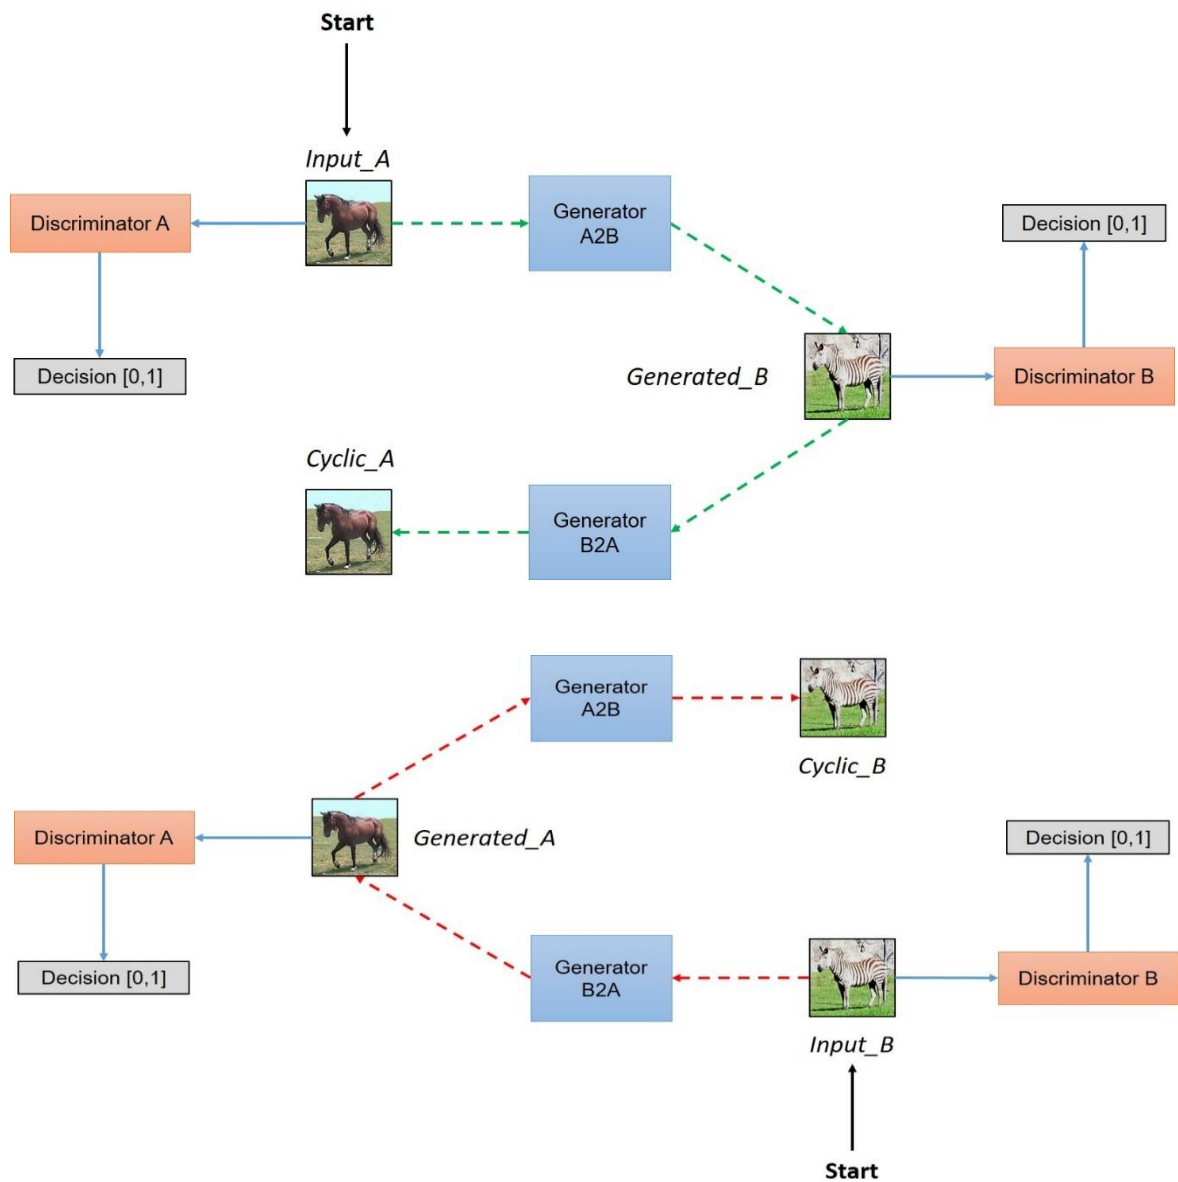 Start
Input_A
Discriminator A
Generator
A2B
Decision [0,1]
Decision [0,1]
Generated_B
Discriminator B
Cyclic_A
Generator
B2A
Generator
A2B
Cyclic_B
Discriminator A
Generated_A
Decision [0,1]
Decision [0,1]
Generator
B2A
Discriminator B
Input_B
Start